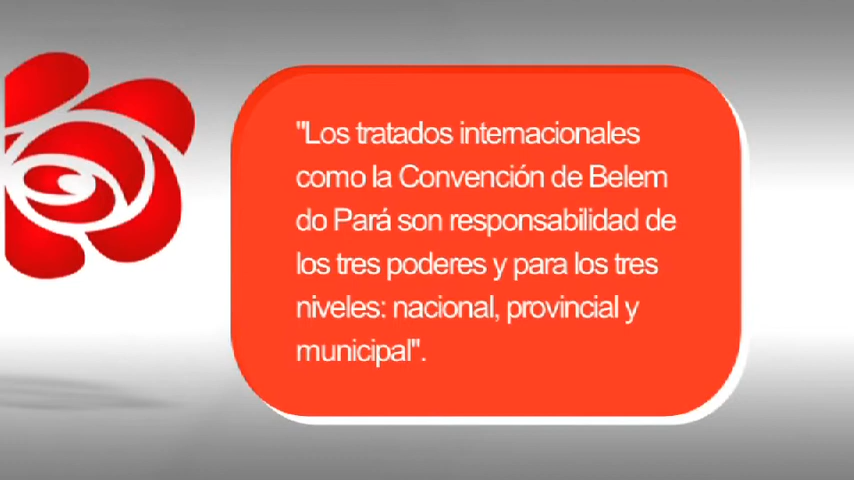 "Los tratados internacionales
como la Convención de Belem
do Pará son responsabilidad de
los tres poderes y para los tres
niveles: nacional, provincial y
municipal".